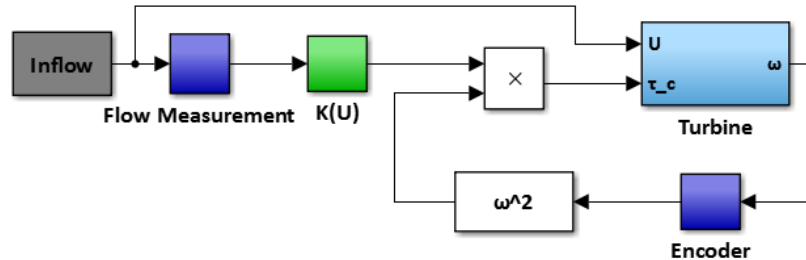 Inflow
Flow Measurement
K(U)
×
U
τ_c
ω
Turbine
ω^2
Encoder